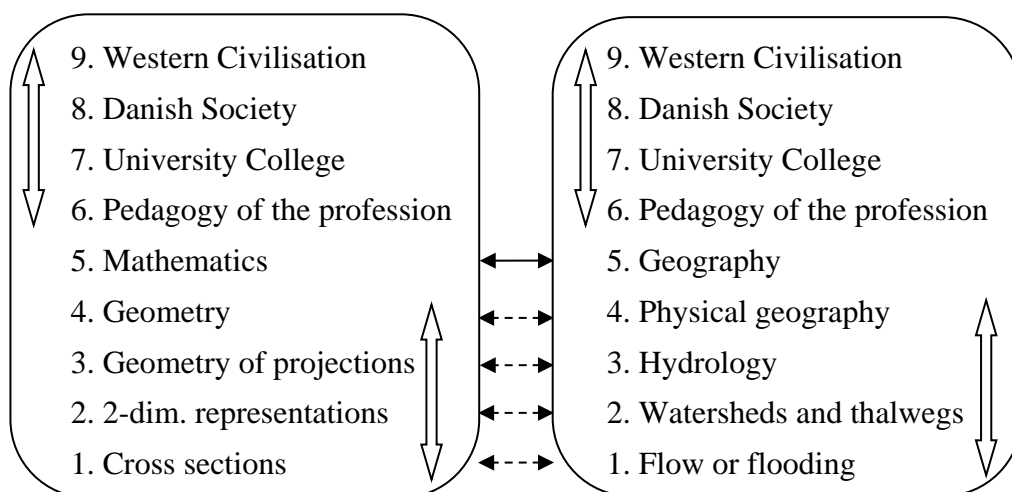 9. Western Civilisation
8. Danish Society
7. University College
6. Pedagogy of the profession
5. Mathematics
4. Geometry
3. Geometry of projections
2. 2-dim. representations
1. Cross sections
9. Western Civilisation
8. Danish Society
7. University College
6. Pedagogy of the profession
5. Geography
4. Physical geography
3. Hydrology
2. Watersheds and thalwegs
1. Flow or flooding